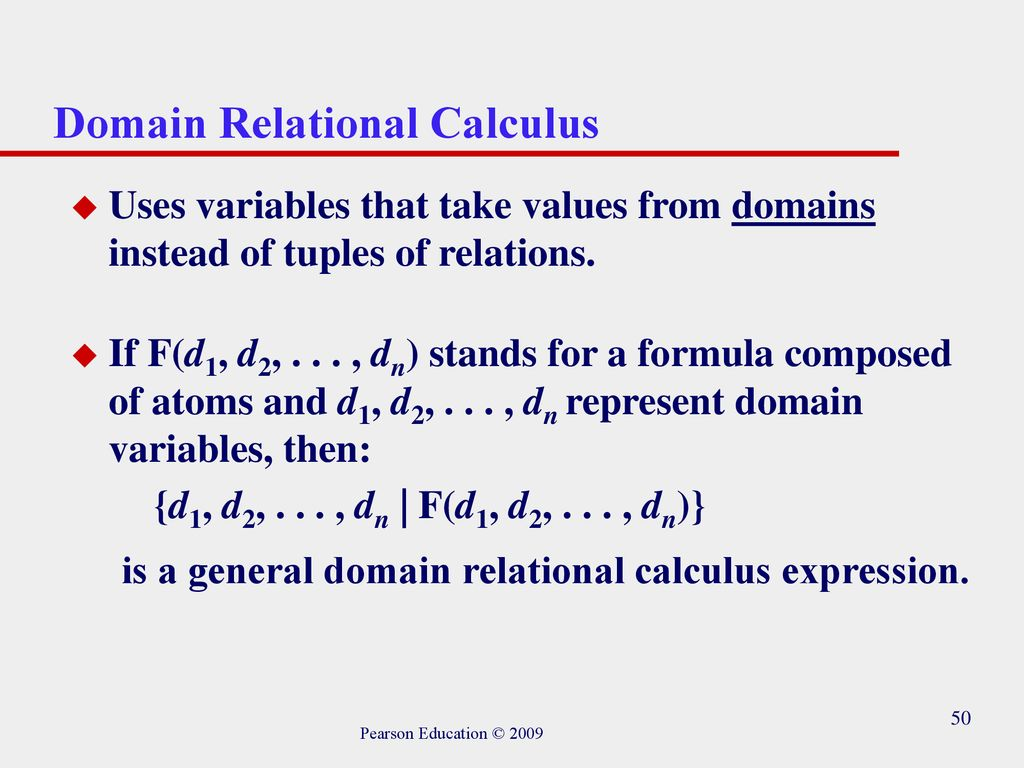 Domain Relational Calculus
◆ Uses variables that take values from domains
instead of tuples of relations.
◆ If F(d1, d2, . . . , dn) stands for a formula composed
of atoms and d1, d2, . . . , dn represent domain
variables, then:
{d1, d2, . . . , dn | F(d1, d2, . . . , dn)}
is a general domain relational calculus expression.
50
Pearson Education © 2009